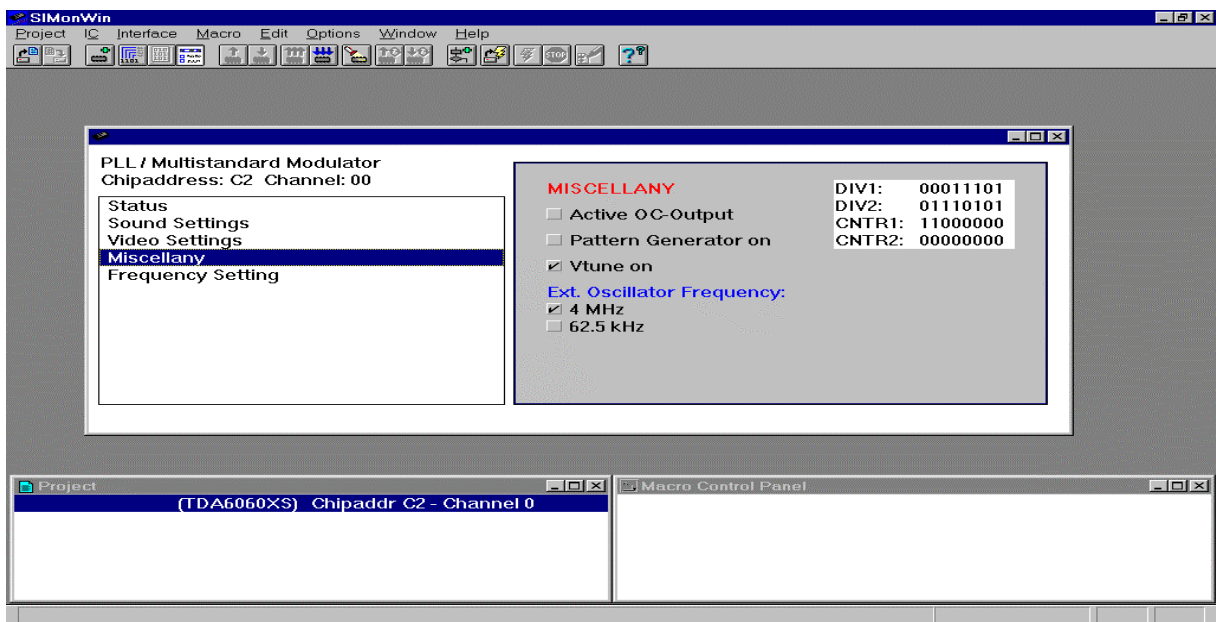 SIMonWin
Project IC Interface Macro Edit Options Window Help
PLL / Multistandard Modulator
Chipaddress: C2 Channel: 00
Status
Sound Settings
Video Settings
Miscellany
Frequency Setting
MISCELLANY
Active OC-Output
Pattern Generator on
Vtune on
Ext. Oscillator Frequency:
4 MHz
62.5 kHz
DIV1: 00011101
DIV2: 01110101
CNTR1: 11000000
CNTR2: 00000000
Project
(TDA6060XS) Chipaddr C2 - Channel 0
Macro Control Panel